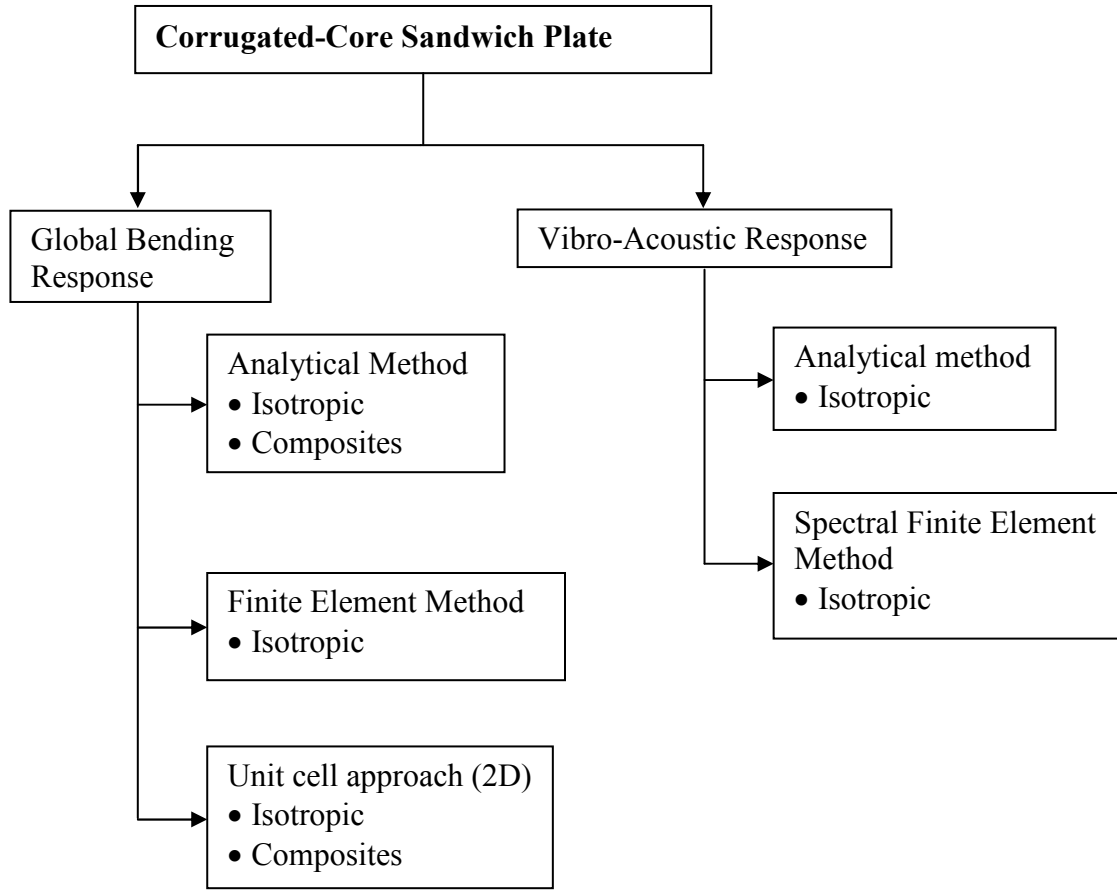 Corrugated-Core Sandwich Plate
Global Bending
Response
Analytical Method
• Isotropic
• Composites
Finite Element Method
• Isotropic
Unit cell approach (2D)
• Isotropic
• Composites
Vibro-Acoustic Response
Analytical method
• Isotropic
Spectral Finite Element
Method
• Isotropic